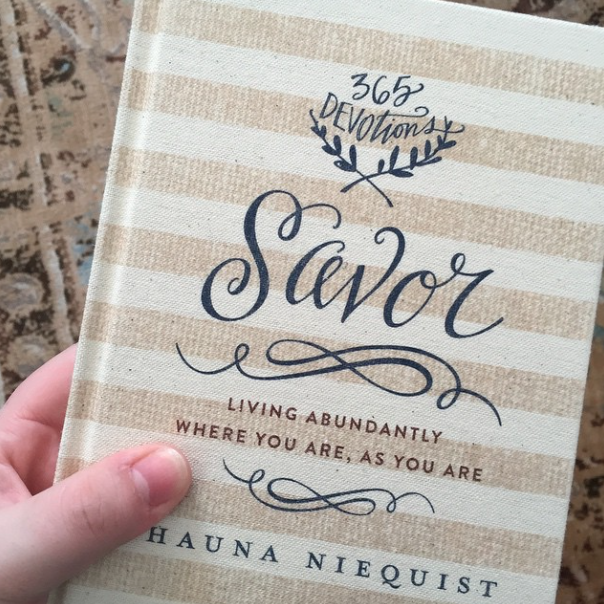 365
DEVOTIONS
Savor
LIVING ABUNDANTLY
WHERE YOU ARE, AS YOU ARE
HAUNA NIEQUIST